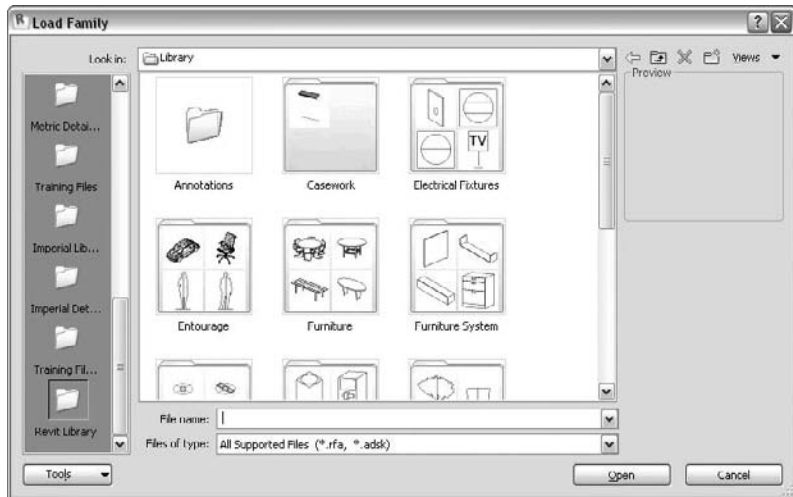 R Load Family
Look in: Library Views
Preview
Metric Detai...
Training Files
Imperial Lib...
Imperial Det...
Training Fil...
Revit Library
Annotations Casework Electrical Fixtures
TV
Entourage Furniture Furniture System
File name:
Files of type: All Supported Files (*.rfa, *.adsk)
Tools Open Cancel